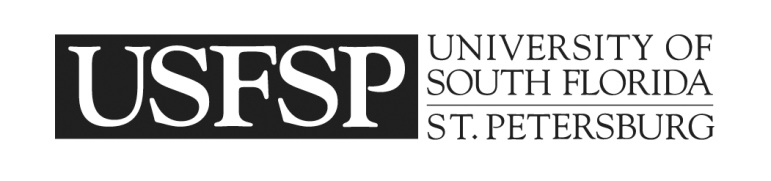 USFSP
UNIVERSITY OF
SOUTH FLORIDA
ST. PETERSBURG